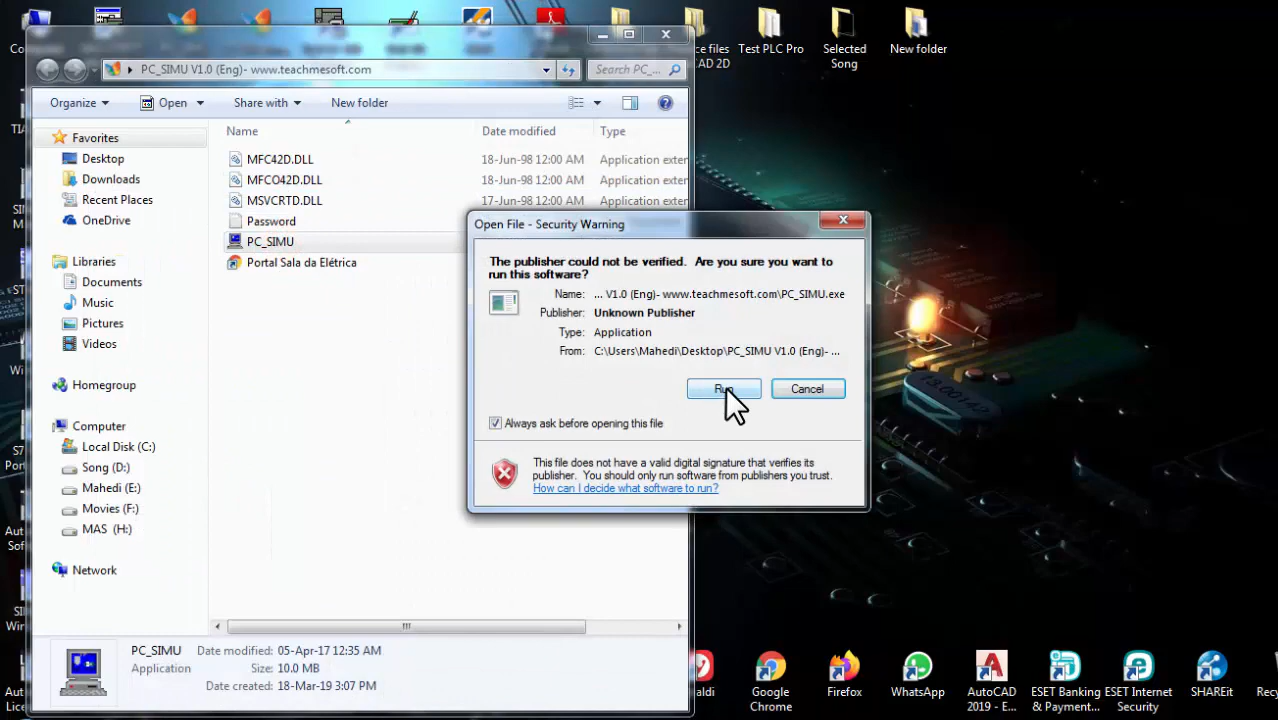 Test PLC Pro
Selected
Song
New folder
PC_SIMU V1.0 (Eng)- www.teachmesoft.com
Search PC_...
Organize
Open
Share with
New folder
Name
Date modified
Type
Favorites
Desktop
Downloads
Recent Places
OneDrive
Libraries
Documents
Music
Pictures
Videos
Homegroup
Computer
Local Disk (C:)
Song (D:)
Mahedi (E:)
Movies (F:)
MAS (H:)
Network
MFC42D.DLL 18-Jun-98 12:00 AM Application exten
MFCO42D.DLL 18-Jun-98 12:00 AM Application exten
MSVCRTD.DLL 17-Jun-98 12:00 AM Application exten
Password
PC_SIMU
Portal Sala da Elétrica
Open File - Security Warning
The publisher could not be verified. Are you sure you want to
run this software?
Name: ... V1.0 (Eng)- www.teachmesoft.com\PC_SIMU.exe
Publisher: Unknown Publisher
Type: Application
From: C:\Users\Mahedi\Desktop\PC_SIMU V1.0 (Eng)- ...
Run
Cancel
Always ask before opening this file
This file does not have a valid digital signature that verifies its
publisher. You should only run software from publishers you trust.
How can I decide what software to run?
13.00142
PC_SIMU Date modified: 05-Apr-17 12:35 AM
Application Size: 10.0 MB
Date created: 18-Mar-19 3:07 PM
Google
Chrome
Firefox
WhatsApp
AutoCAD
2019 - E...
ESET Banking
& Payment...
ESET Internet
Security
SHAREit